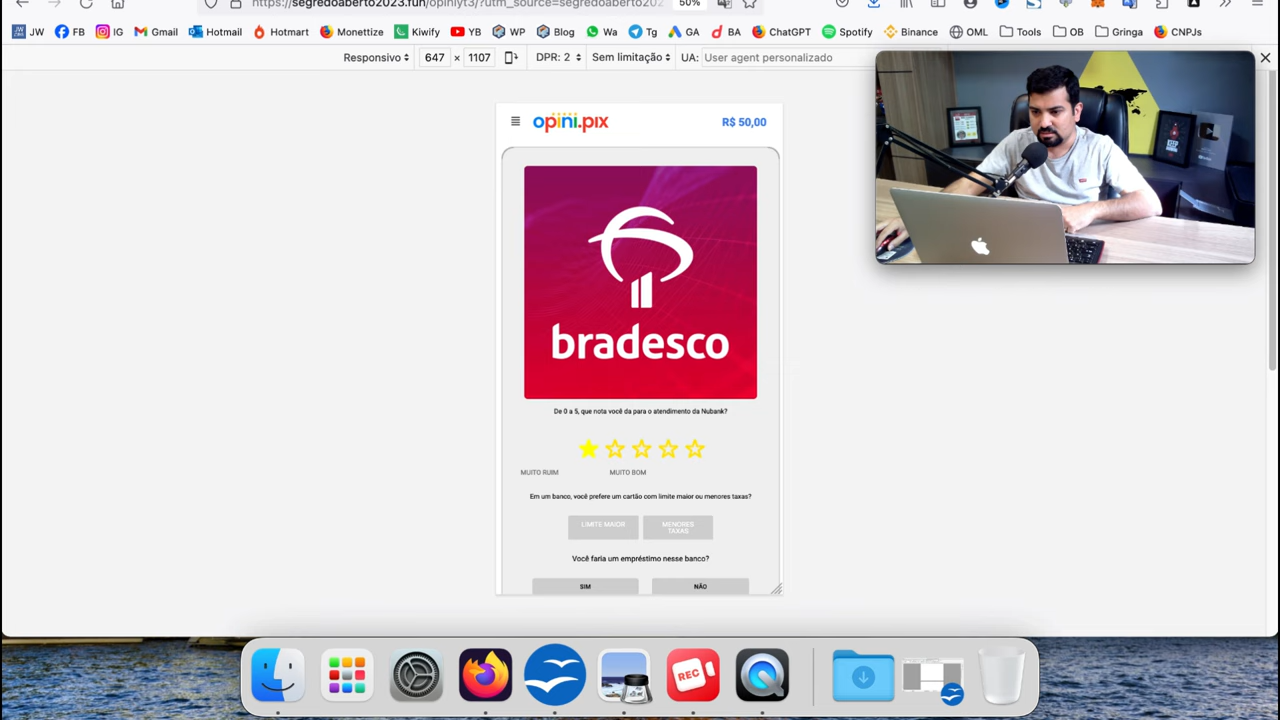 https://segredoaberto2023.fun/opiniyt3/?utm_source=segredoaberto202
50%
JW FB IG Gmail Hotmail Hotmart Monettize Kiwify YB WP Blog Wa Tg GA BA ChatGPT Spotify Binance OML Tools OB Gringa CNPJs
Responsivo 647 × 1107 DPR: 2 Sem limitação UA: User agent personalizado
opini.pix R$ 50,00
bradesco
De 0 a 5, que nota você da para o atendimento da Nubank?
MUITO RUIM MUITO BOM
Em um banco, você prefere um cartão com limite maior ou menores taxas?
LIMITE MAIOR MENORES
TAXAS
Você faria um empréstimo nesse banco?
SIM NÃO
REC